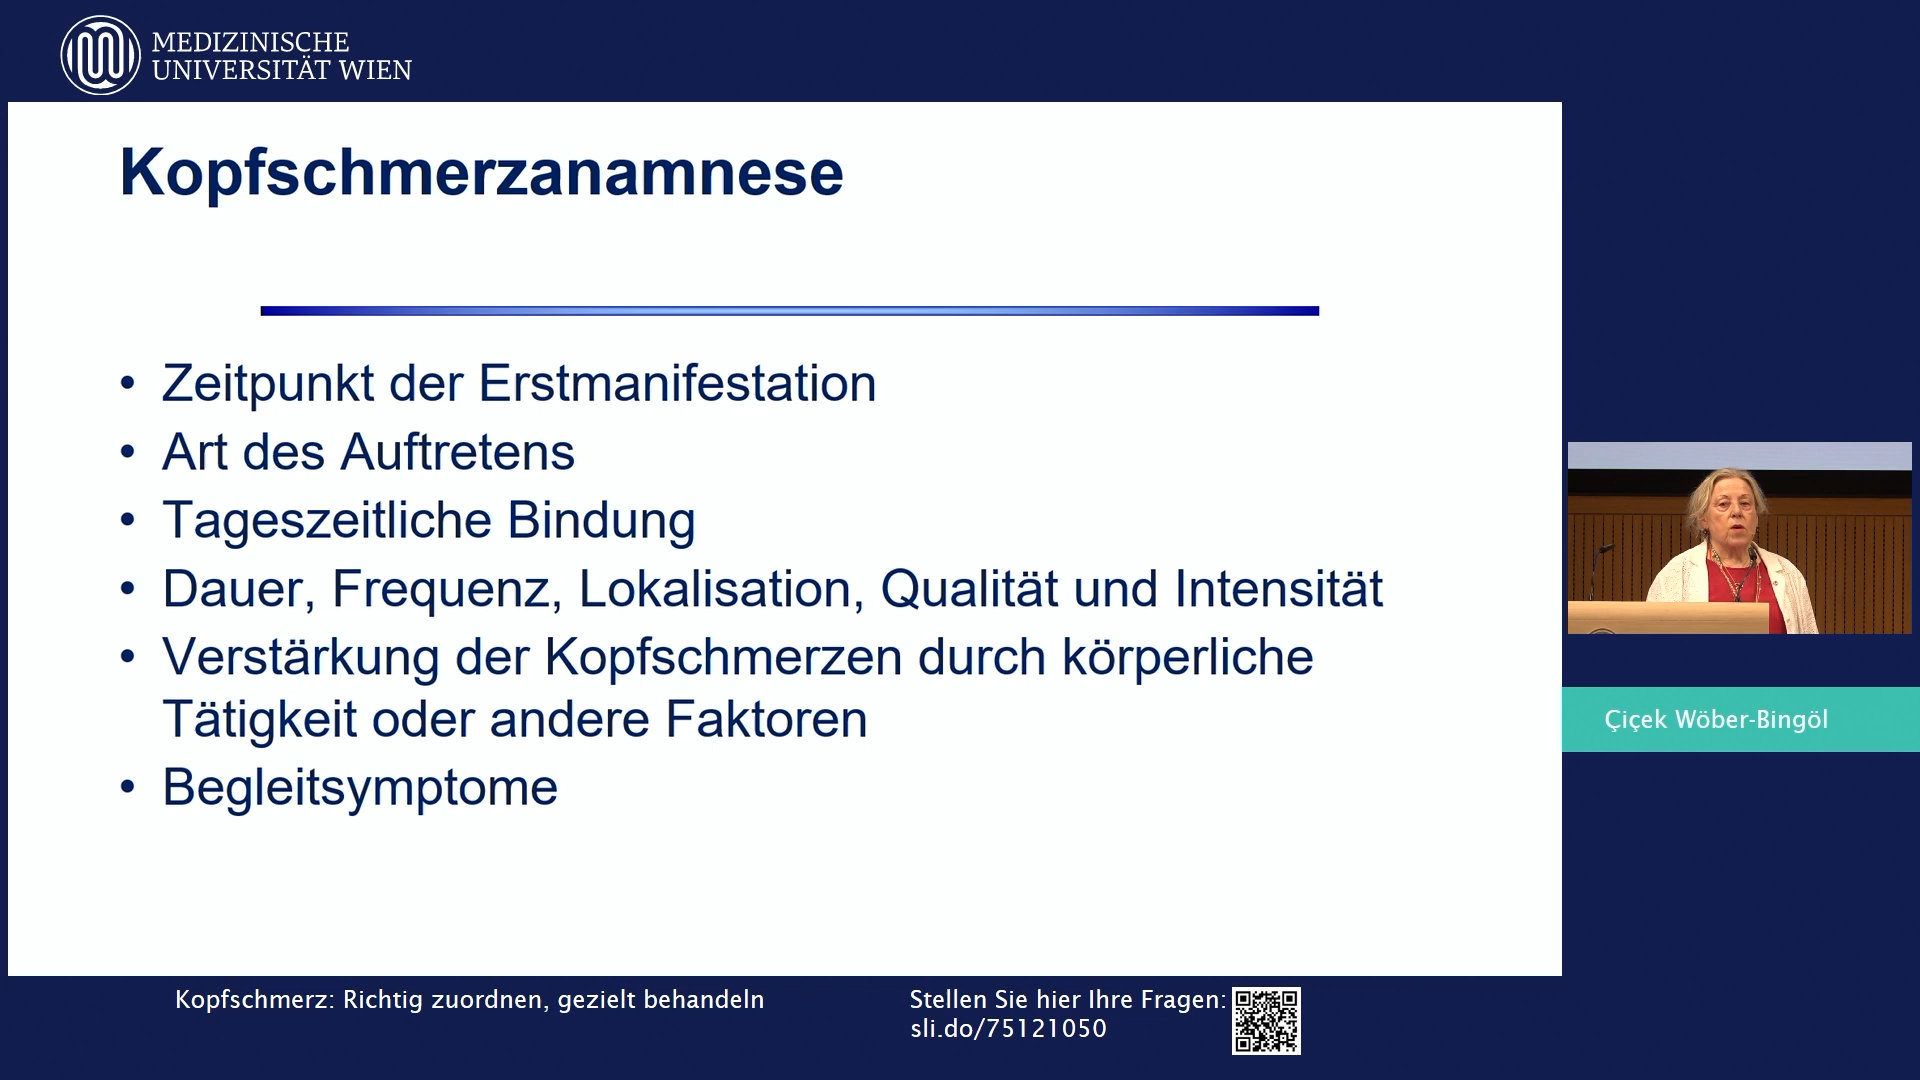 MEDIZINISCHE
UNIVERSITÄT WIEN
Kopfschmerzanamnese
• Zeitpunkt der Erstmanifestation
• Art des Auftretens
• Tageszeitliche Bindung
• Dauer, Frequenz, Lokalisation, Qualität und Intensität
• Verstärkung der Kopfschmerzen durch körperliche
Tätigkeit oder andere Faktoren
• Begleitsymptome
Çiçek Wöber-Bingöl
Kopfschmerz: Richtig zuordnen, gezielt behandeln
Stellen Sie hier Ihre Fragen:
sli.do/75121050